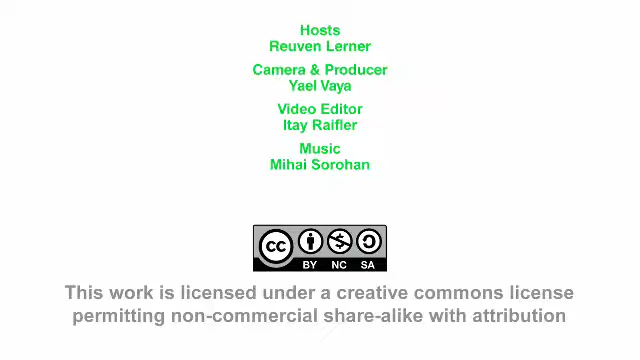 Hosts
Reuven Lerner
Camera & Producer
Yael Vaya
Video Editor
Itay Raifler
Music
Mihai Sorohan
cc
BY NC SA
This work is licensed under a creative commons license
permitting non-commercial share-alike with attribution